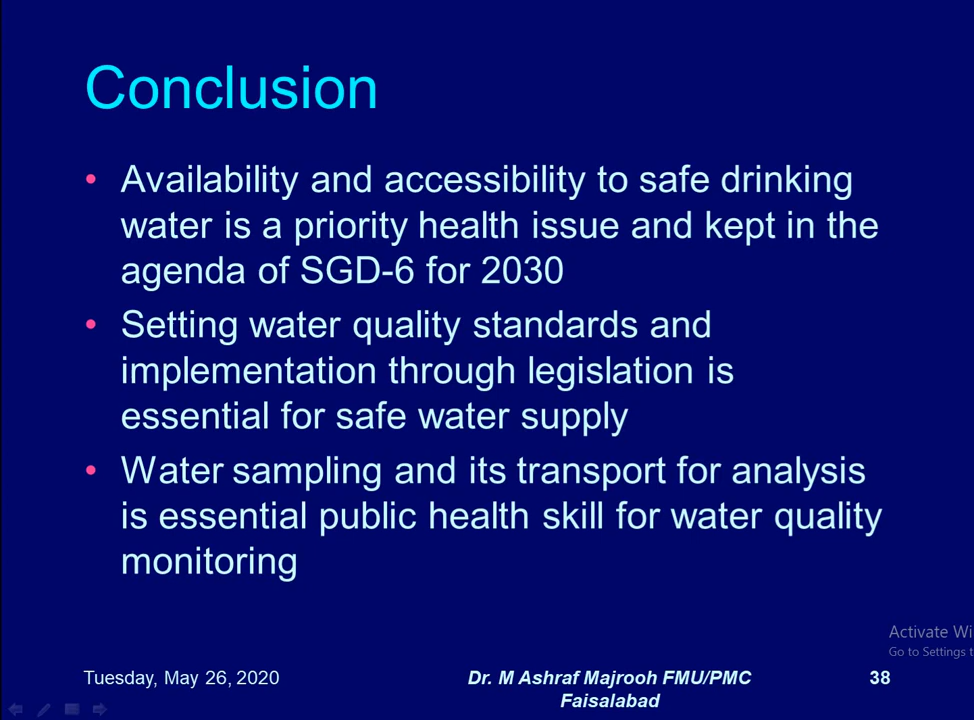 Conclusion
• Availability and accessibility to safe drinking
water is a priority health issue and kept in the
agenda of SGD-6 for 2030
• Setting water quality standards and
implementation through legislation is
essential for safe water supply
• Water sampling and its transport for analysis
is essential public health skill for water quality
monitoring
Activate Wi
Go to Settings t
Tuesday, May 26, 2020
Dr. M Ashraf Majrooh FMU/PMC
Faisalabad
38